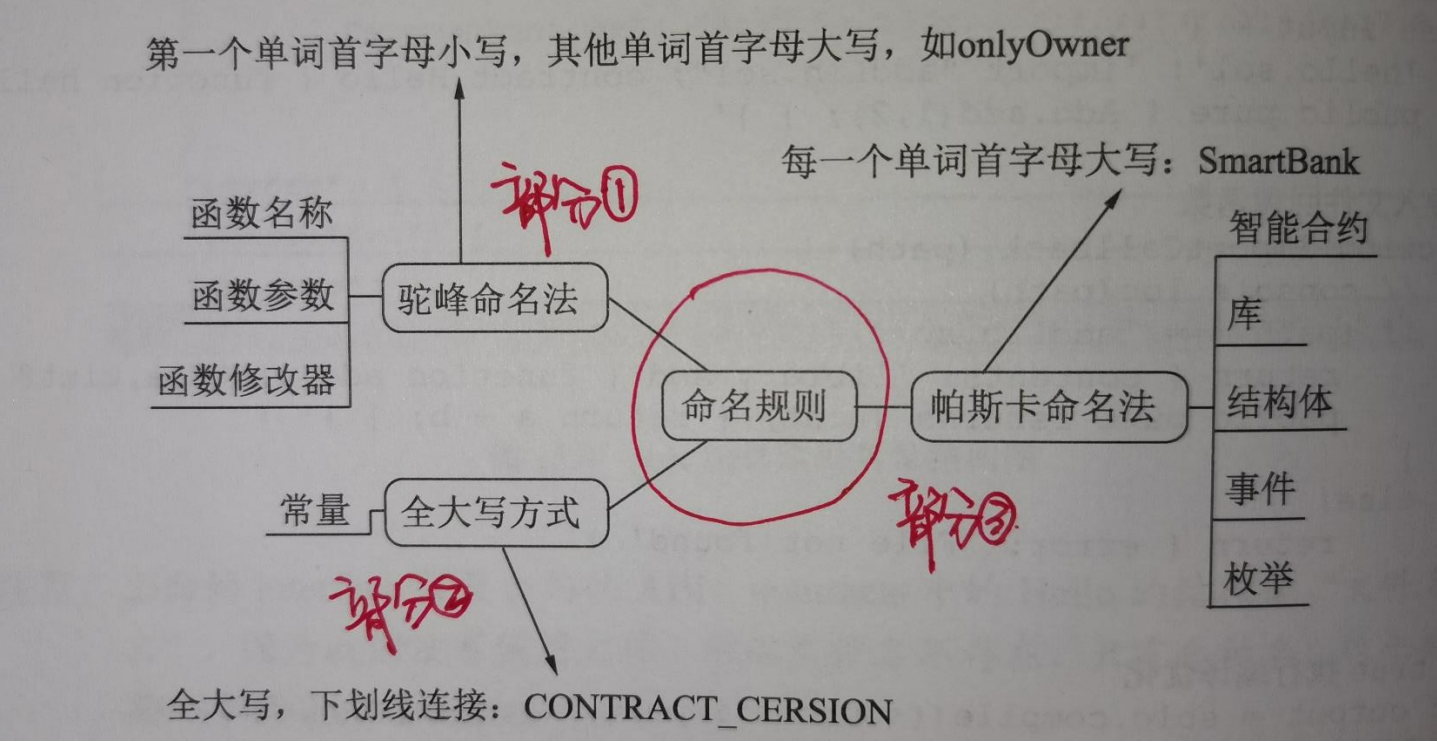 第一个单词首字母小写，其他单词首字母大写，如onlyOwner
每一个单词首字母大写：SmartBank
部分①
函数名称
函数参数
函数修改器
驼峰命名法
命名规则
帕斯卡命名法
智能合约
库
结构体
事件
枚举
部分③
常量
全大写方式
部分②
全大写，下划线连接：CONTRACT_CERSION